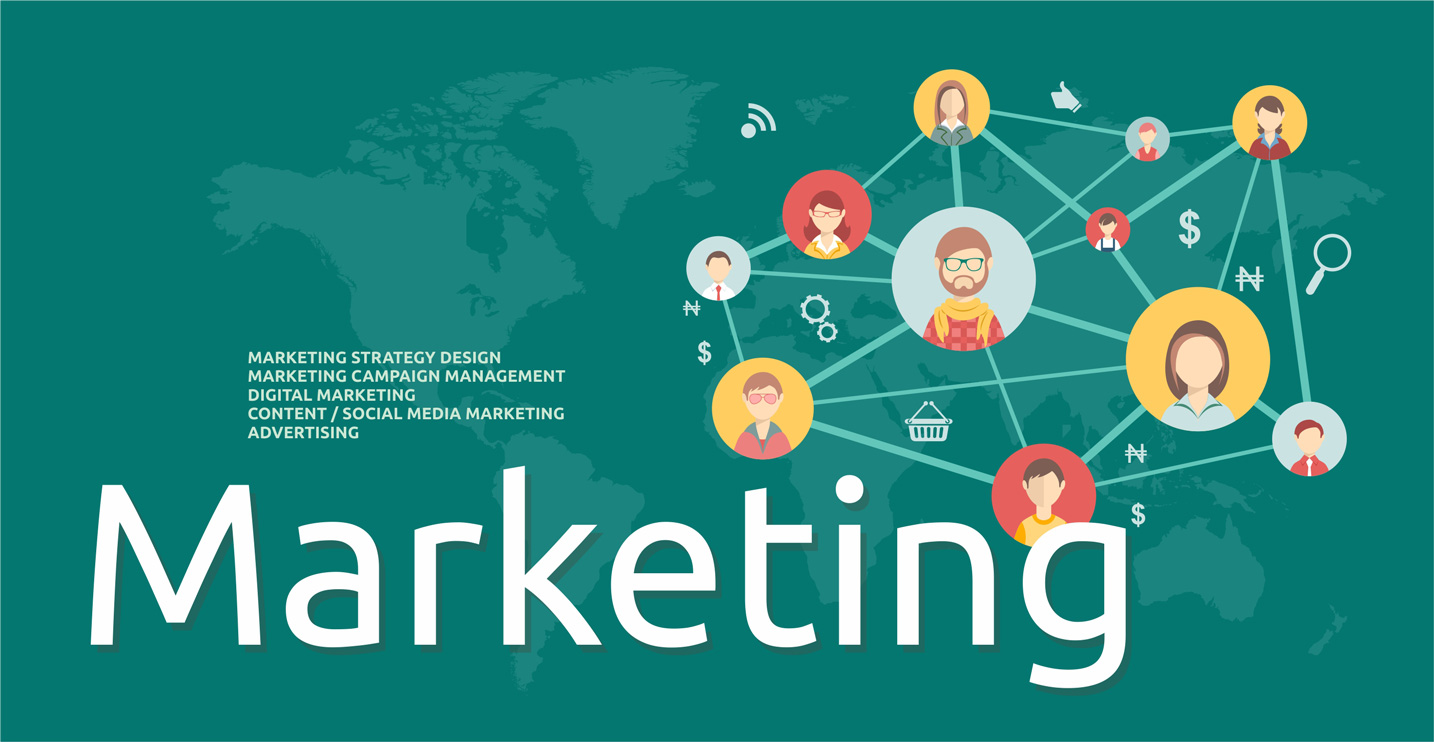 MARKETING STRATEGY DESIGN
MARKETING CAMPAIGN MANAGEMENT
DIGITAL MARKETING
CONTENT / SOCIAL MEDIA MARKETING
ADVERTISING
Marketing
$
₦
₦
$
₦
$